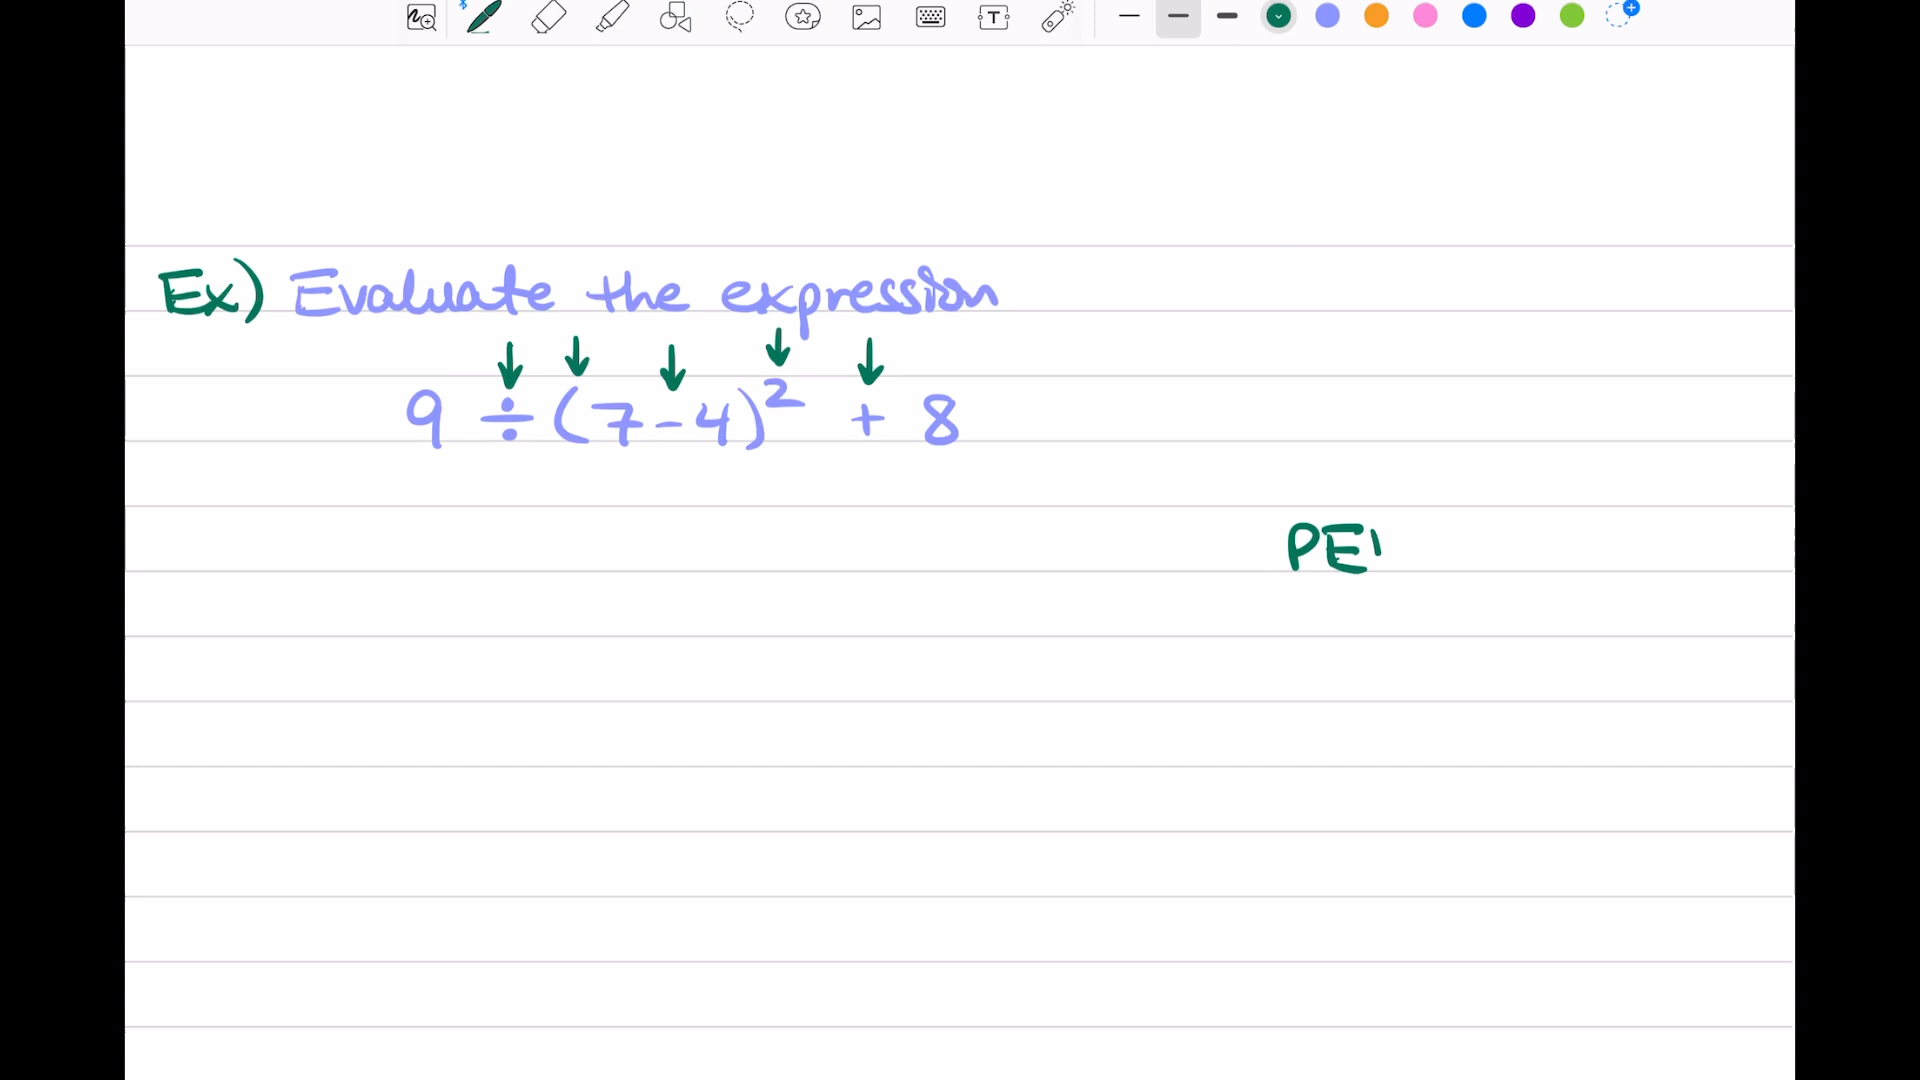 Ex) Evaluate the expression
9 ÷ (7-4)² + 8
PE